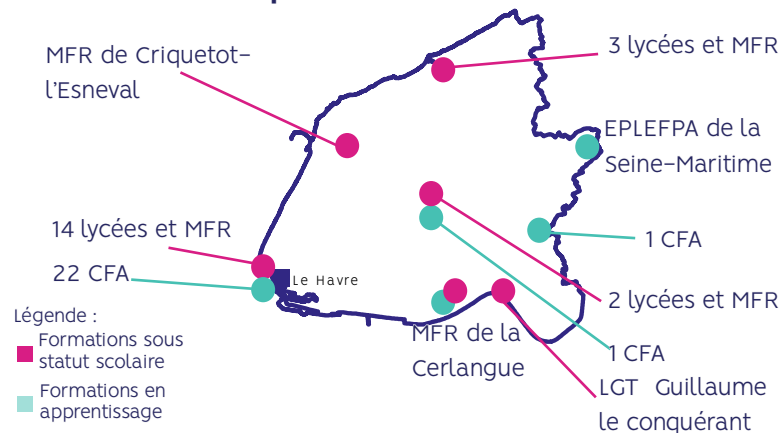 MFR de Criquetot-
l'Esneval
3 lycées et MFR
EPLEFPA de la
Seine-Maritime
14 lycées et MFR
22 CFA
Le Havre
1 CFA
2 lycées et MFR
MFR de la
Cerlangue
1 CFA
LGT Guillaume
le conquérant
Légende :
Formations sous
statut scolaire
Formations en
apprentissage